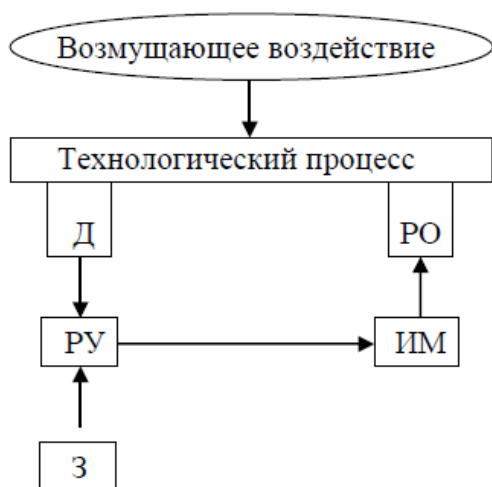 Возмущающее воздействие
Технологический процесс
Д
РО
РУ
ИМ
З